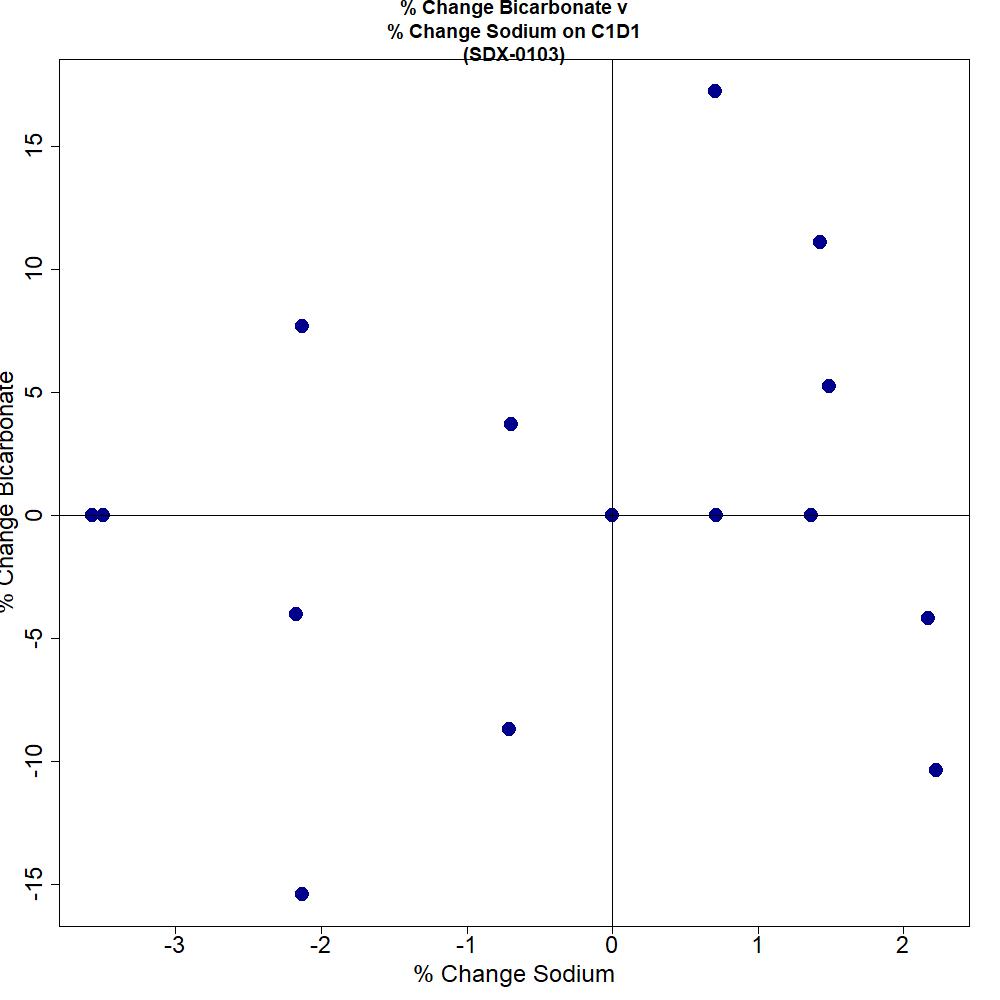 % Change Bicarbonate v
% Change Sodium on C1D1
(SDX-0103)
% Change Bicarbonate
15
10
5
0
-5
-10
-15
-3
-2
-1
0
1
2
% Change Sodium